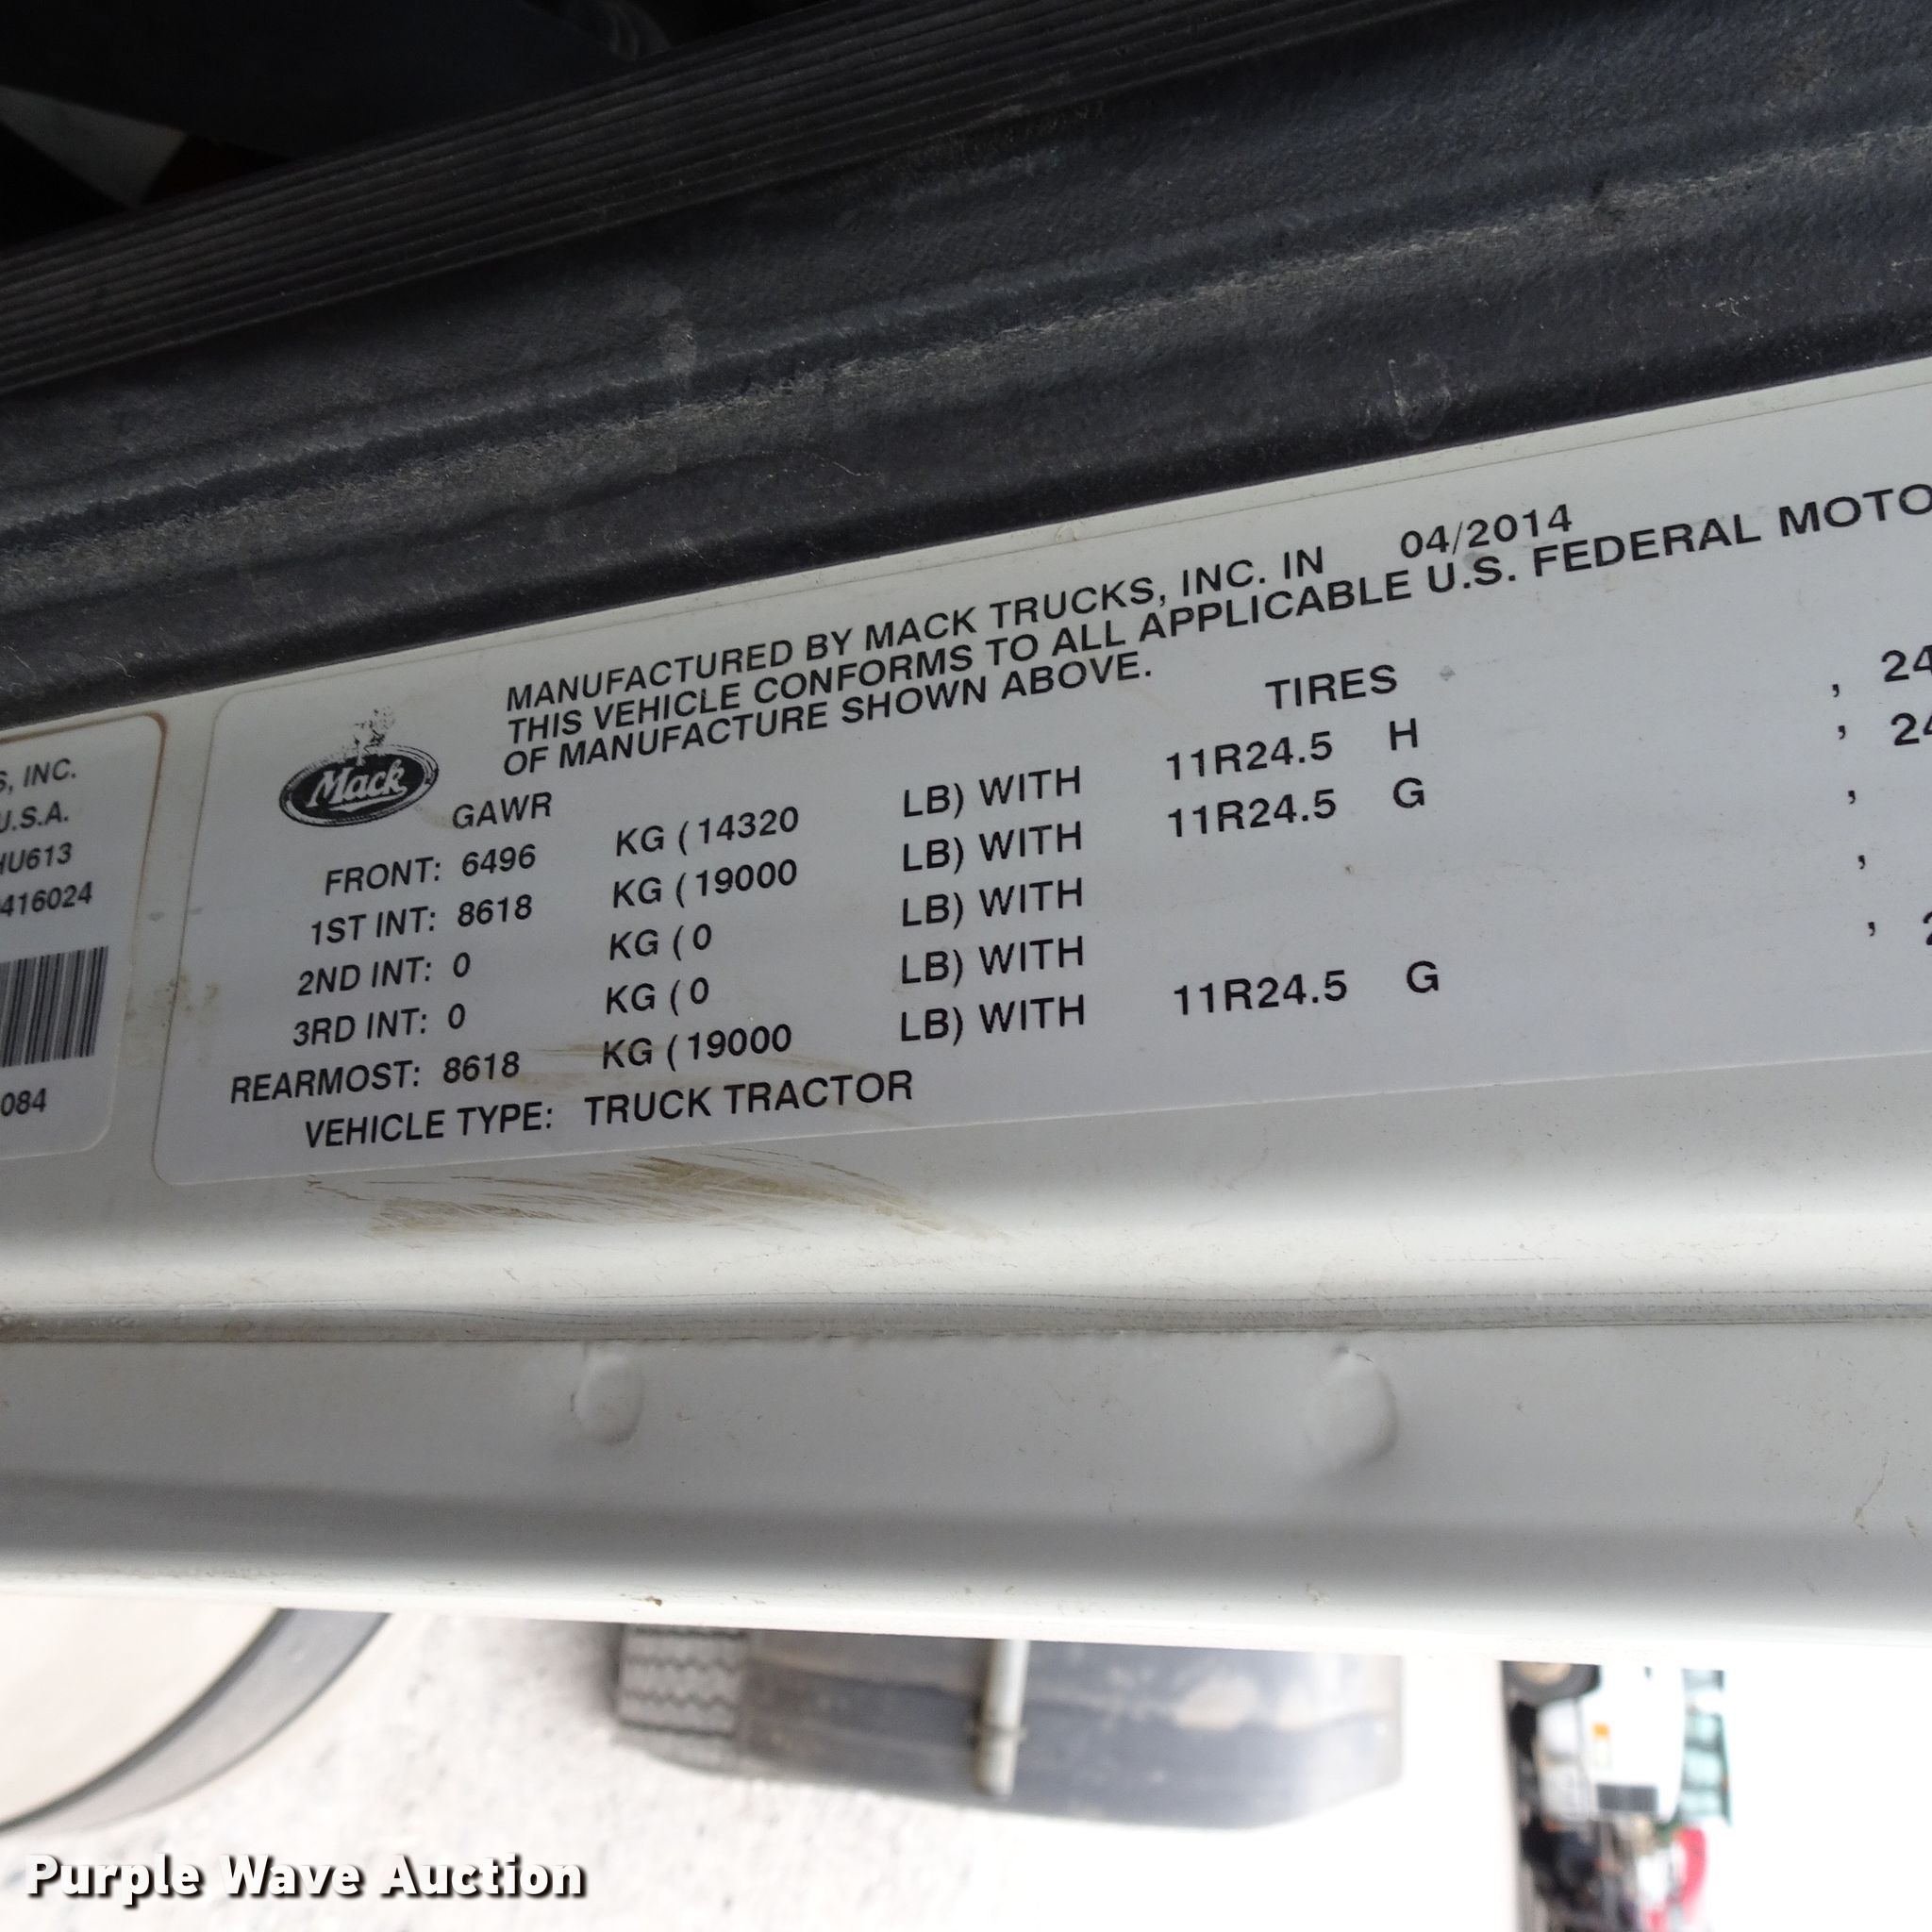 MANUFACTURED BY MACK TRUCKS, INC. IN 04/2014
THIS VEHICLE CONFORMS TO ALL APPLICABLE U.S. FEDERAL MOTO
OF MANUFACTURE SHOWN ABOVE.
Mack
GAWR TIRES
FRONT: 6496 KG (14320 LB) WITH 11R24.5 H , 24
1ST INT: 8618 KG (19000 LB) WITH 11R24.5 G , 24
2ND INT: 0 KG (0 LB) WITH ,
3RD INT: 0 KG (0 LB) WITH ,
REARMOST: 8618 KG (19000 LB) WITH 11R24.5 G , 2
VEHICLE TYPE: TRUCK TRACTOR
S, INC.
U.S.A.
HU613
416024
084
Purple Wave Auction